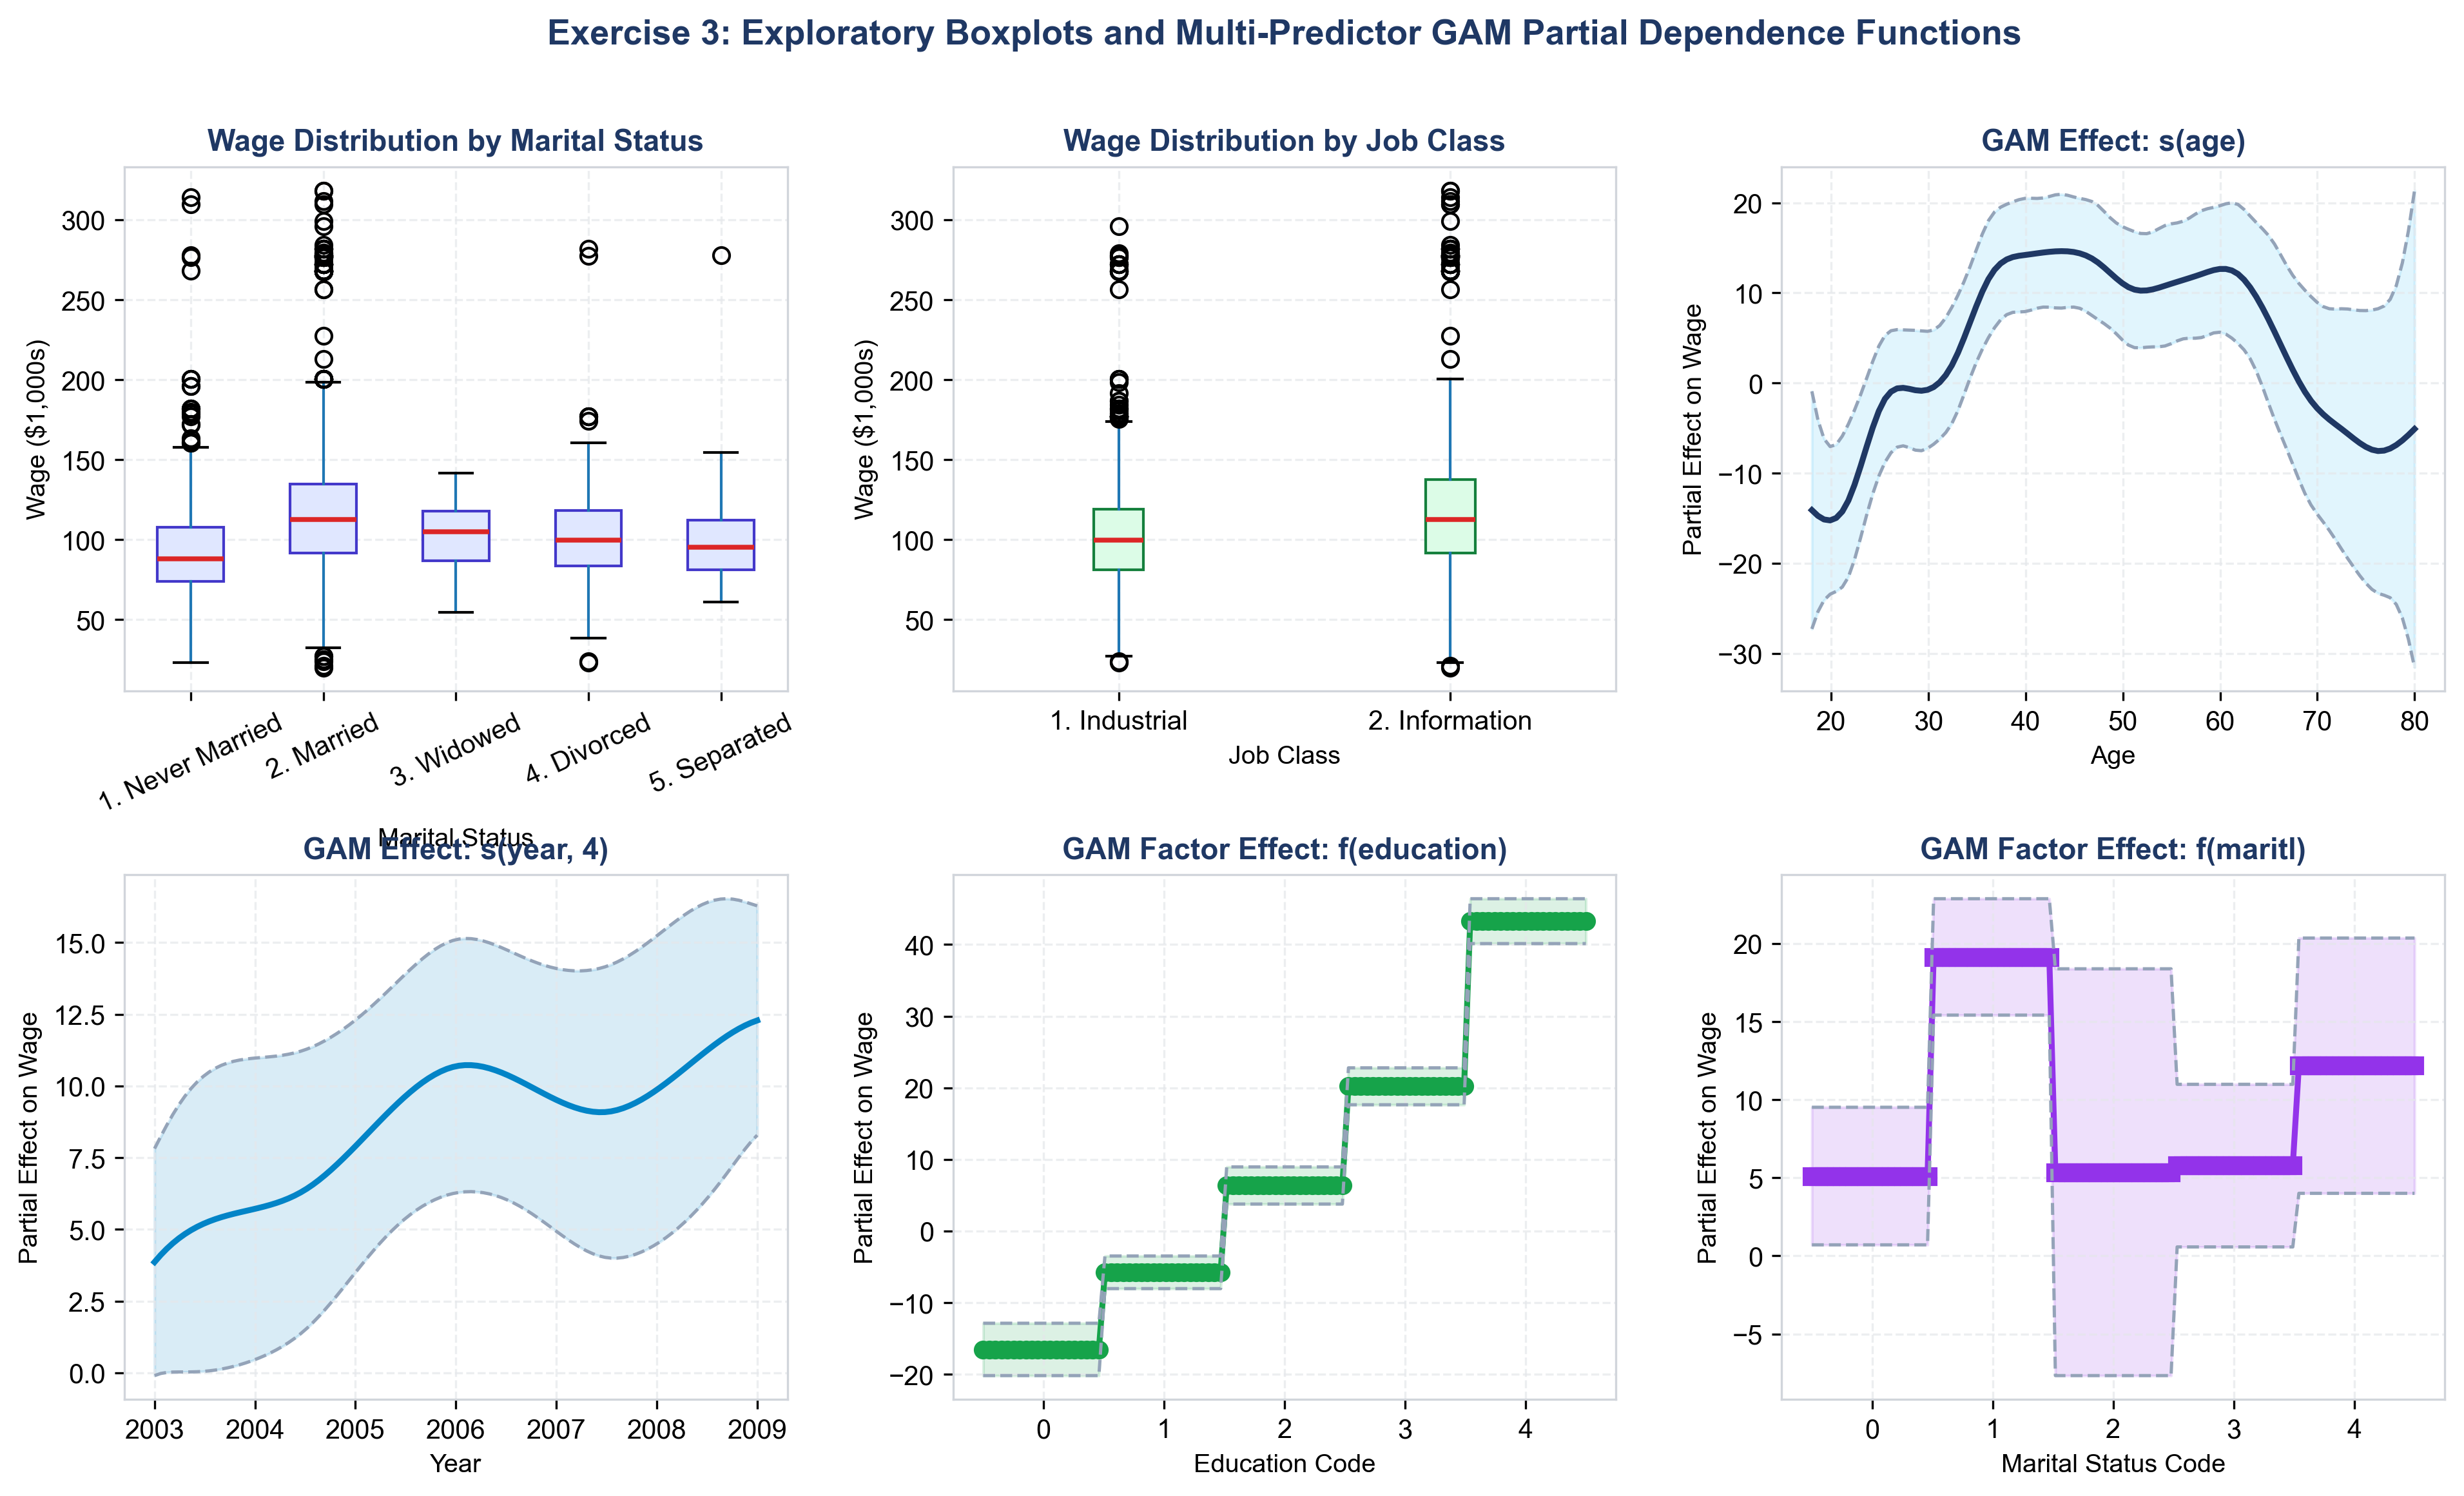 Exercise 3: Exploratory Boxplots and Multi-Predictor GAM Partial Dependence Functions
Wage Distribution by Marital Status
Wage ($1,000s)
300
250
200
150
100
50
1. Never Married
2. Married
3. Widowed
4. Divorced
5. Separated
Marital Status
Wage Distribution by Job Class
Wage ($1,000s)
300
250
200
150
100
50
1. Industrial
2. Information
Job Class
GAM Effect: s(age)
Partial Effect on Wage
20
10
0
−10
−20
−30
20
30
40
50
60
70
80
Age
GAM Effect: s(year, 4)
Partial Effect on Wage
15.0
12.5
10.0
7.5
5.0
2.5
0.0
2003
2004
2005
2006
2007
2008
2009
Year
GAM Factor Effect: f(education)
Partial Effect on Wage
40
30
20
10
0
−10
−20
0
1
2
3
4
Education Code
GAM Factor Effect: f(maritl)
Partial Effect on Wage
20
15
10
5
0
−5
0
1
2
3
4
Marital Status Code